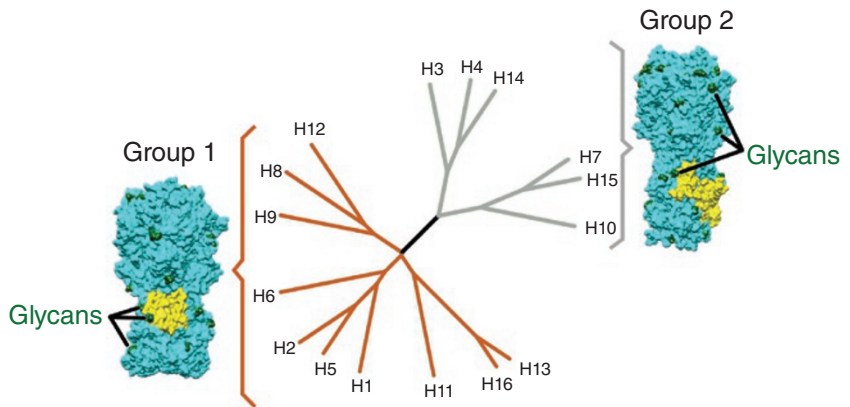 Group 2
H3
H4
H14
H12
Group 1
H7
Glycans
H8
H15
H9
H10
H6
Glycans
H2
H5
H1
H11
H16
H13